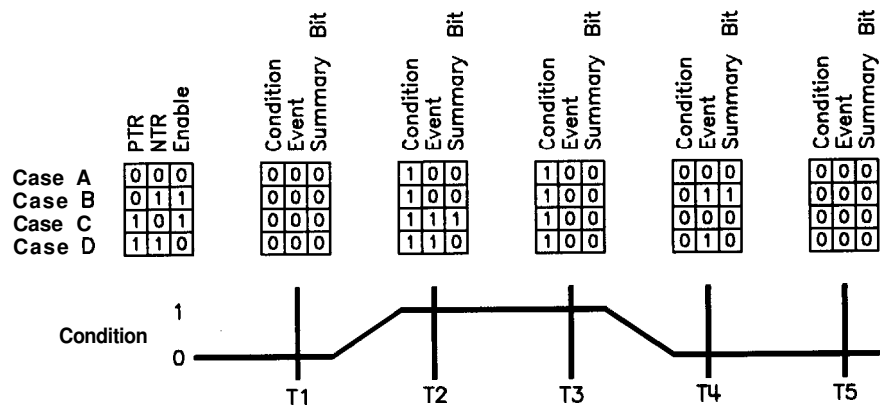 PTR
NTR
Enable
Condition
Event
Summary Bit
Condition
Event
Summary Bit
Condition
Event
Summary Bit
Condition
Event
Summary Bit
Condition
Event
Summary Bit
Case A 0 0 0 0 0 0 1 0 0 1 0 0 0 0 0 0 0 0
Case B 0 1 1 0 0 0 1 0 0 1 0 0 0 1 1 0 0 0
Case C 1 0 1 0 0 0 1 1 1 1 0 0 0 0 0 0 0 0
Case D 1 1 0 0 0 0 1 1 0 1 0 0 0 1 0 0 0 0
1
Condition
0
T1 T2 T3 T4 T5